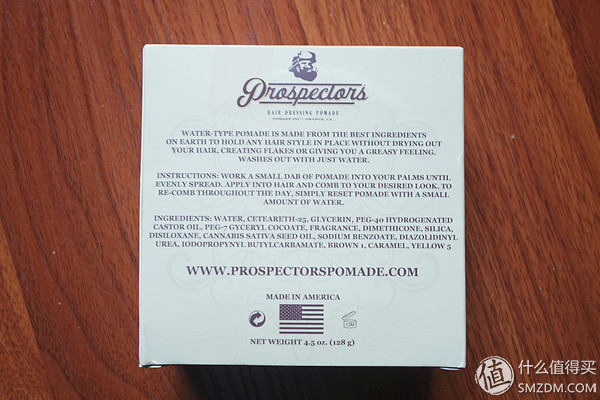 Prospectors
HAIR DRESSING POMADE
POMADE INC., ORANGE, CA.
WATER-TYPE POMADE IS MADE FROM THE BEST INGREDIENTS
ON EARTH TO HOLD ANY HAIR STYLE IN PLACE WITHOUT DRYING OUT
YOUR HAIR, CREATING FLAKES OR GIVING YOU A GREASY FEELING.
WASHES OUT WITH JUST WATER.
INSTRUCTIONS: WORK A SMALL DAB OF POMADE INTO YOUR PALMS UNTIL
EVENLY SPREAD. APPLY INTO HAIR AND COMB TO YOUR DESIRED LOOK. TO
RE-COMB THROUGHOUT THE DAY, SIMPLY RESET POMADE WITH A SMALL
AMOUNT OF WATER.
INGREDIENTS: WATER, CETEARETH-25, GLYCERIN, PEG-40 HYDROGENATED
CASTOR OIL, PEG-7 GYCERYL COCOATE, FRAGRANCE, DIMETHICONE, SILICA,
DISILOXANE, CANNABIS SATIVA SEED OIL, SODIUM BENZOATE, DIAZOLIDINYL
UREA, IODOPROPYNYL BUTYLCARBAMATE, BROWN 1, CARAMEL, YELLOW 5
WWW.PROSPECTORSPOMADE.COM
MADE IN AMERICA
12M
NET WEIGHT 4.5 oz. (128 g)
值 什么值得买
SMZDM.COM